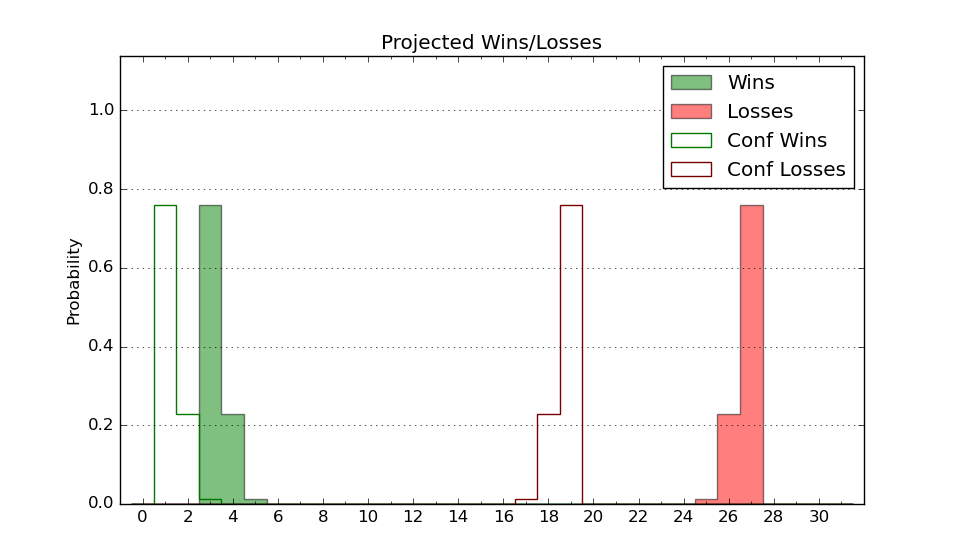 Projected Wins/Losses
Wins
Losses
Conf Wins
Conf Losses
Probability
1.0
0.8
0.6
0.4
0.2
0.0
0 2 4 6 8 10 12 14 16 18 20 22 24 26 28 30